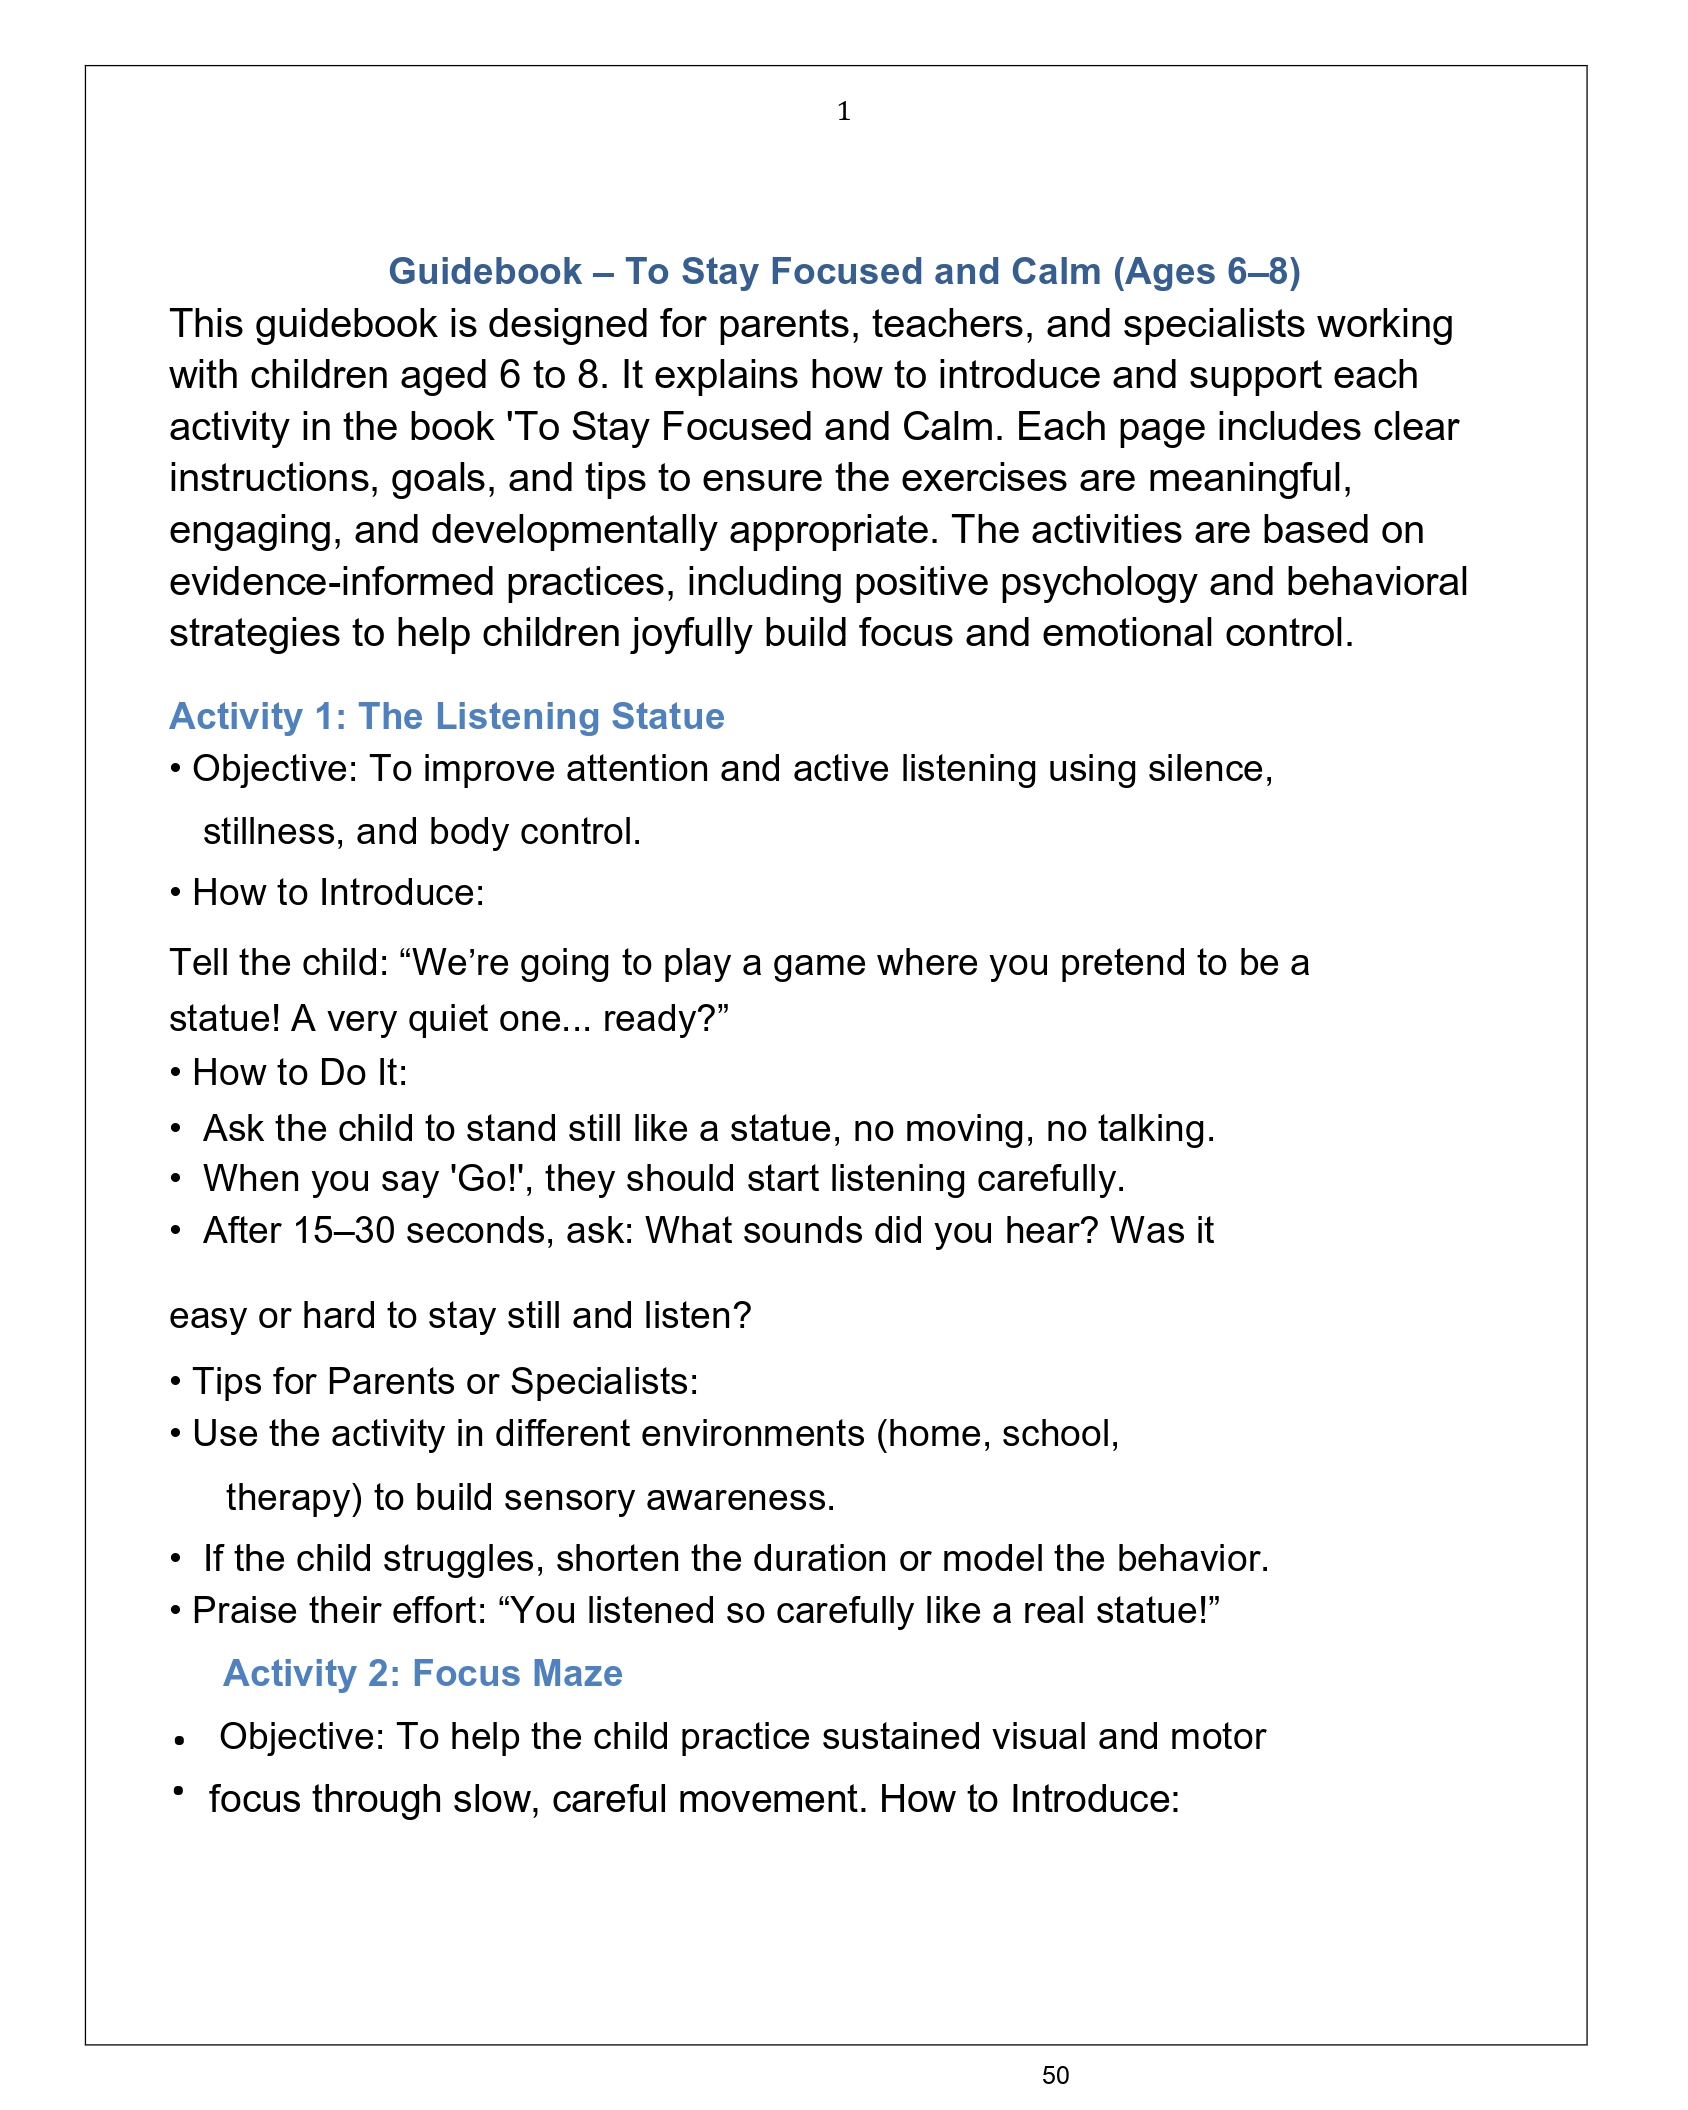 1
Guidebook – To Stay Focused and Calm (Ages 6–8)
This guidebook is designed for parents, teachers, and specialists working
with children aged 6 to 8. It explains how to introduce and support each
activity in the book 'To Stay Focused and Calm. Each page includes clear
instructions, goals, and tips to ensure the exercises are meaningful,
engaging, and developmentally appropriate. The activities are based on
evidence-informed practices, including positive psychology and behavioral
strategies to help children joyfully build focus and emotional control.
Activity 1: The Listening Statue
• Objective: To improve attention and active listening using silence,
stillness, and body control.
• How to Introduce:
Tell the child: “We’re going to play a game where you pretend to be a
statue! A very quiet one... ready?”
• How to Do It:
• Ask the child to stand still like a statue, no moving, no talking.
• When you say 'Go!', they should start listening carefully.
• After 15–30 seconds, ask: What sounds did you hear? Was it
easy or hard to stay still and listen?
• Tips for Parents or Specialists:
• Use the activity in different environments (home, school,
therapy) to build sensory awareness.
• If the child struggles, shorten the duration or model the behavior.
• Praise their effort: “You listened so carefully like a real statue!”
Activity 2: Focus Maze
• Objective: To help the child practice sustained visual and motor
• focus through slow, careful movement. How to Introduce:
50